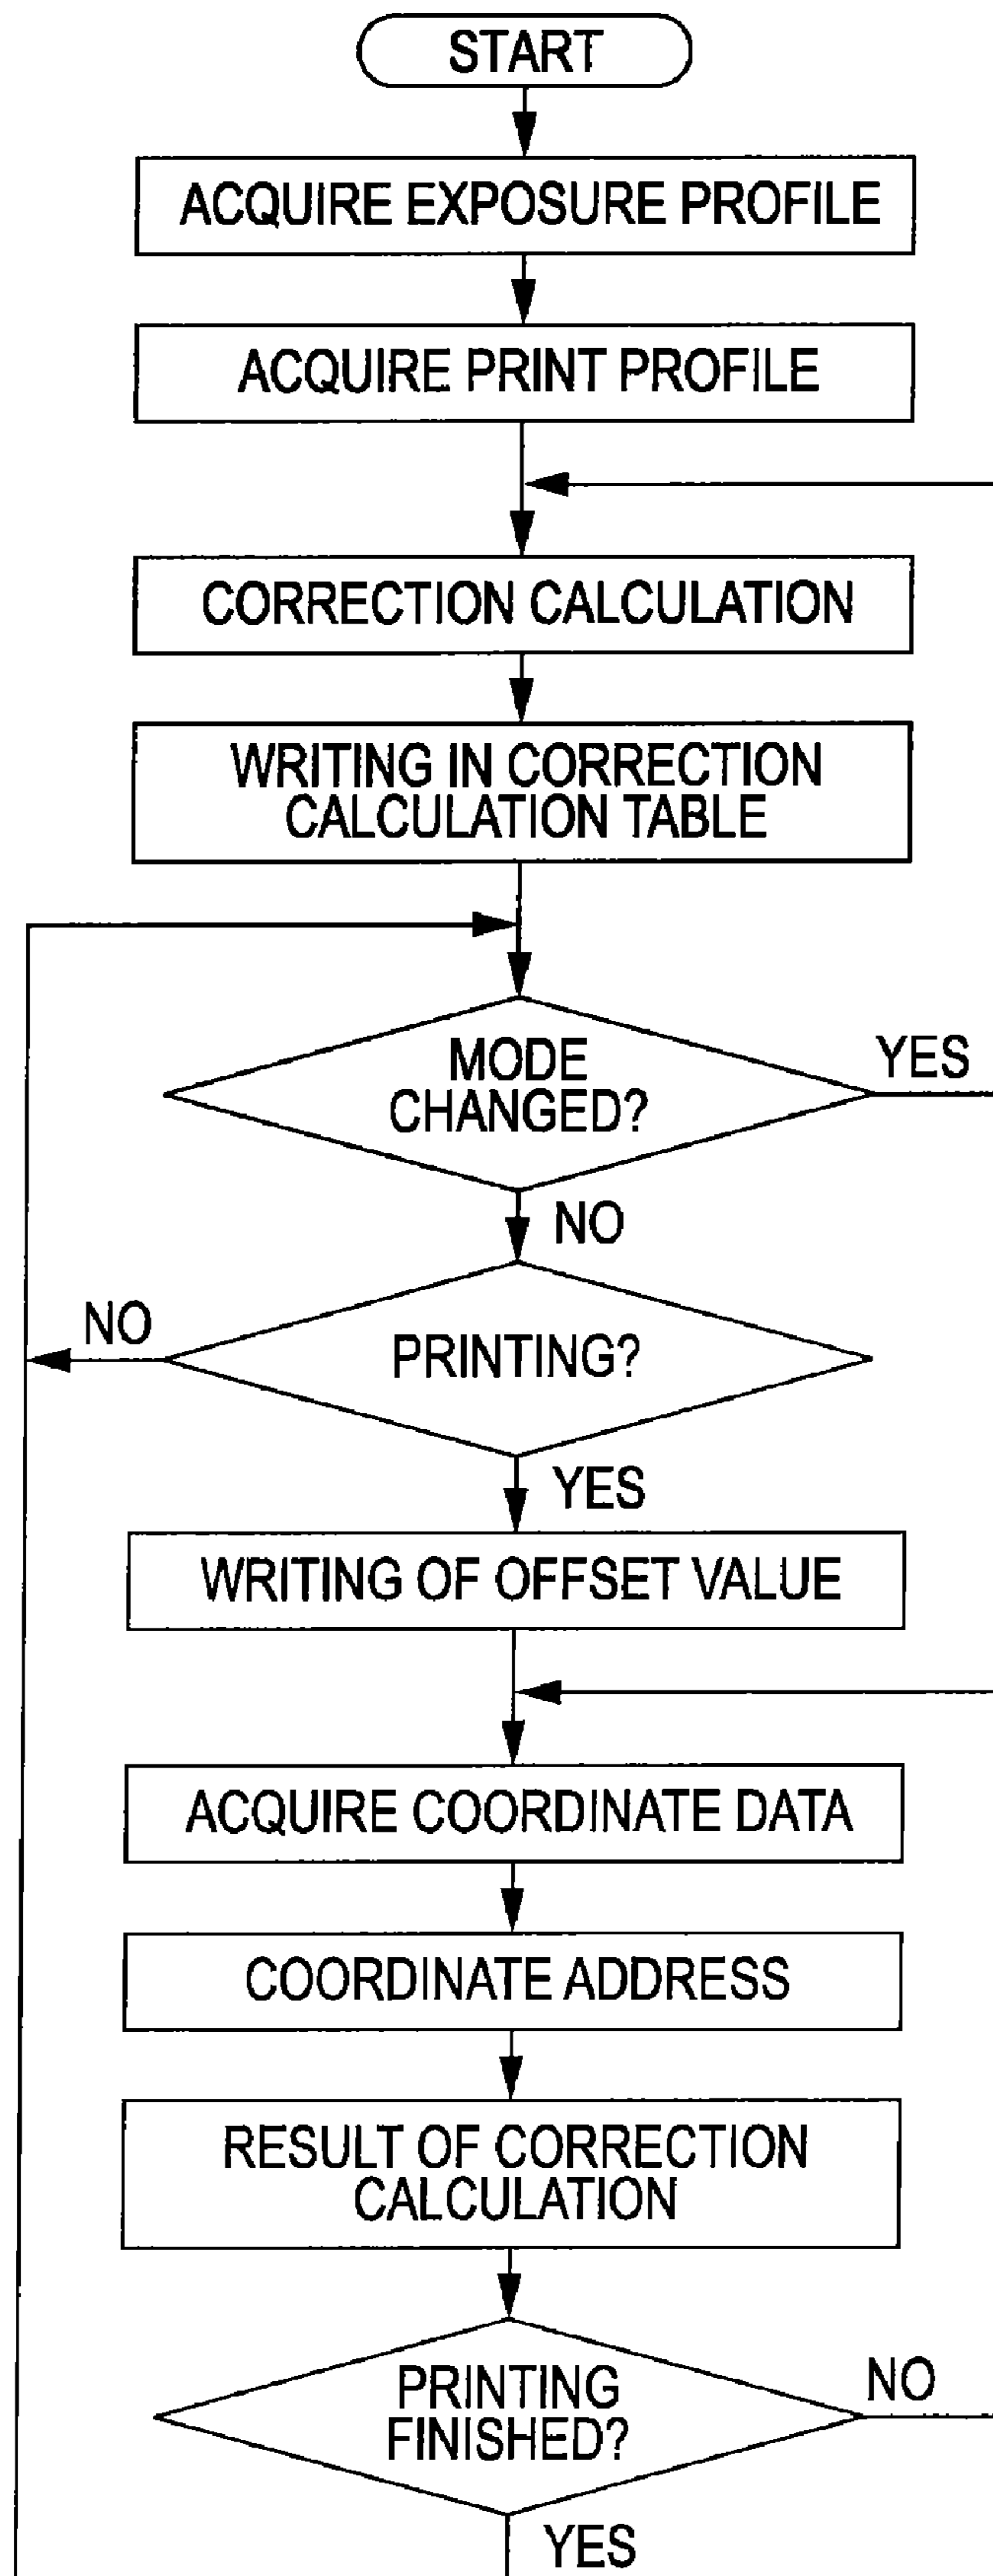 START
ACQUIRE EXPOSURE PROFILE
ACQUIRE PRINT PROFILE
CORRECTION CALCULATION
WRITING IN CORRECTION
CALCULATION TABLE
MODE
CHANGED?
YES
NO
PRINTING?
NO
YES
WRITING OF OFFSET VALUE
ACQUIRE COORDINATE DATA
COORDINATE ADDRESS
RESULT OF CORRECTION
CALCULATION
PRINTING
FINISHED?
NO
YES